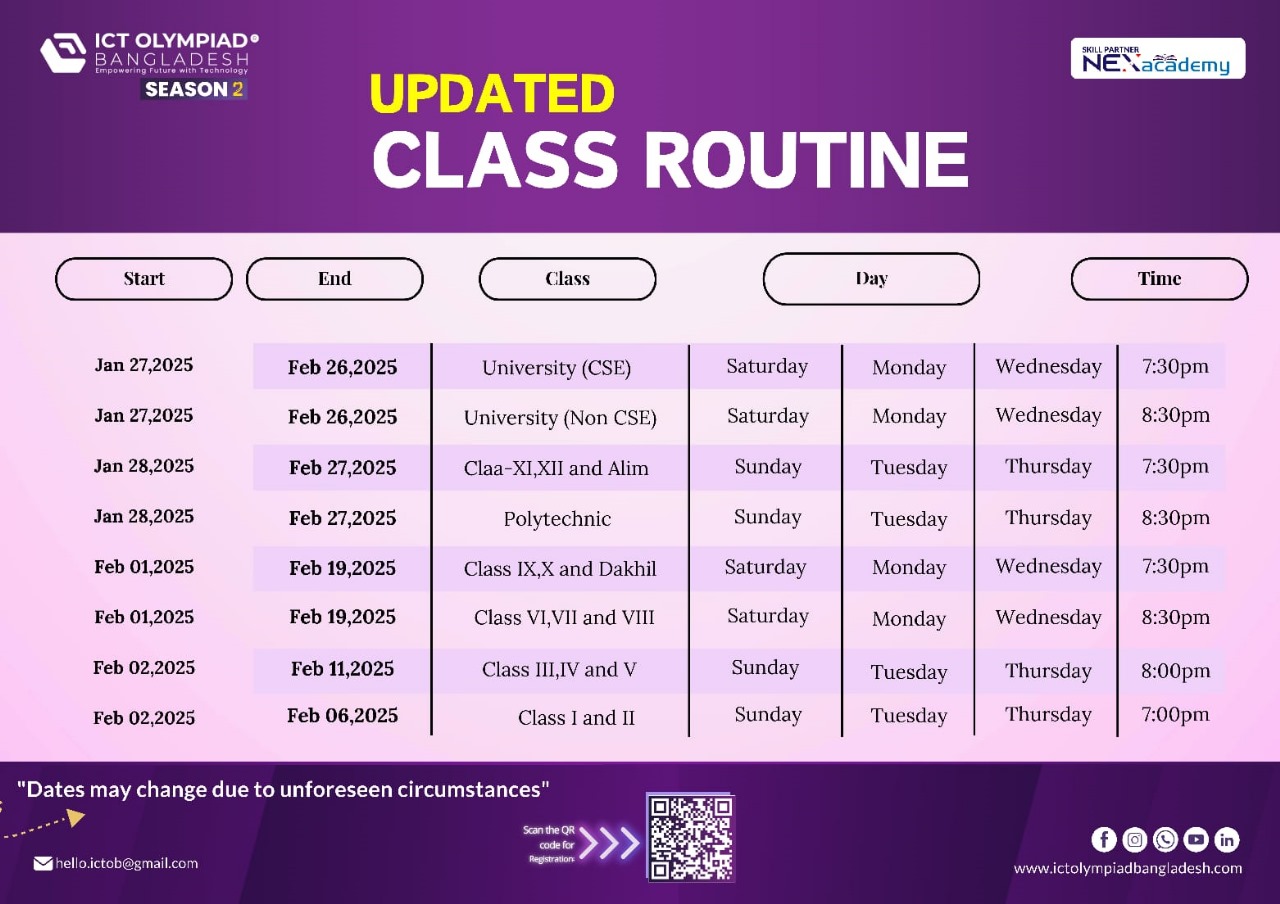 ICT OLYMPIAD
BANGLADESH
Empowering Future with Technology
SEASON 2
SKILL PARTNER
NEXacademy
UPDATED
CLASS ROUTINE
Start End Class Day Time
Jan 27,2025 Feb 26,2025 University (CSE) Saturday Monday Wednesday 7:30pm
Jan 27,2025 Feb 26,2025 University (Non CSE) Saturday Monday Wednesday 8:30pm
Jan 28,2025 Feb 27,2025 Claa-XI,XII and Alim Sunday Tuesday Thursday 7:30pm
Jan 28,2025 Feb 27,2025 Polytechnic Sunday Tuesday Thursday 8:30pm
Feb 01,2025 Feb 19,2025 Class IX,X and Dakhil Saturday Monday Wednesday 7:30pm
Feb 01,2025 Feb 19,2025 Class VI,VII and VIII Saturday Monday Wednesday 8:30pm
Feb 02,2025 Feb 11,2025 Class III,IV and V Sunday Tuesday Thursday 8:00pm
Feb 02,2025 Feb 06,2025 Class I and II Sunday Tuesday Thursday 7:00pm
"Dates may change due to unforeseen circumstances"
Scan the QR
code for
Registration:
hello.ictob@gmail.com
www.ictolympiadbangladesh.com